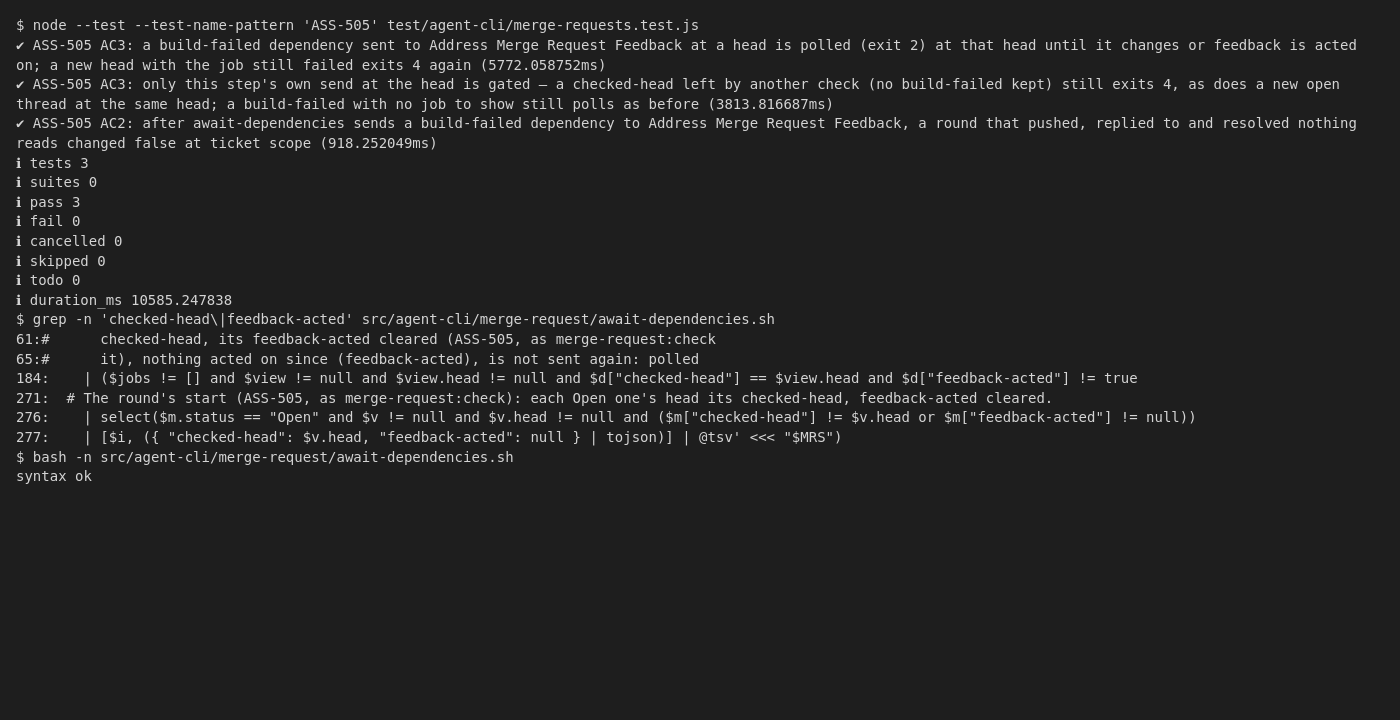 $ node --test --test-name-pattern 'ASS-505' test/agent-cli/merge-requests.test.js
✔ ASS-505 AC3: a build-failed dependency sent to Address Merge Request Feedback at a head is polled (exit 2) at that head until it changes or feedback is acted
on; a new head with the job still failed exits 4 again (5772.058752ms)
✔ ASS-505 AC3: only this step's own send at the head is gated — a checked-head left by another check (no build-failed kept) still exits 4, as does a new open
thread at the same head; a build-failed with no job to show still polls as before (3813.816687ms)
✔ ASS-505 AC2: after await-dependencies sends a build-failed dependency to Address Merge Request Feedback, a round that pushed, replied to and resolved nothing
reads changed false at ticket scope (918.252049ms)
ℹ tests 3
ℹ suites 0
ℹ pass 3
ℹ fail 0
ℹ cancelled 0
ℹ skipped 0
ℹ todo 0
ℹ duration_ms 10585.247838
$ grep -n 'checked-head\|feedback-acted' src/agent-cli/merge-request/await-dependencies.sh
61:#      checked-head, its feedback-acted cleared (ASS-505, as merge-request:check
65:#      it), nothing acted on since (feedback-acted), is not sent again: polled
184:    | ($jobs != [] and $view != null and $view.head != null and $d["checked-head"] == $view.head and $d["feedback-acted"] != true
271:  # The round's start (ASS-505, as merge-request:check): each Open one's head its checked-head, feedback-acted cleared.
276:    | select($m.status == "Open" and $v != null and $v.head != null and ($m["checked-head"] != $v.head or $m["feedback-acted"] != null))
277:    | [$i, ({ "checked-head": $v.head, "feedback-acted": null } | tojson)] | @tsv' <<< "$MRS")
$ bash -n src/agent-cli/merge-request/await-dependencies.sh
syntax ok